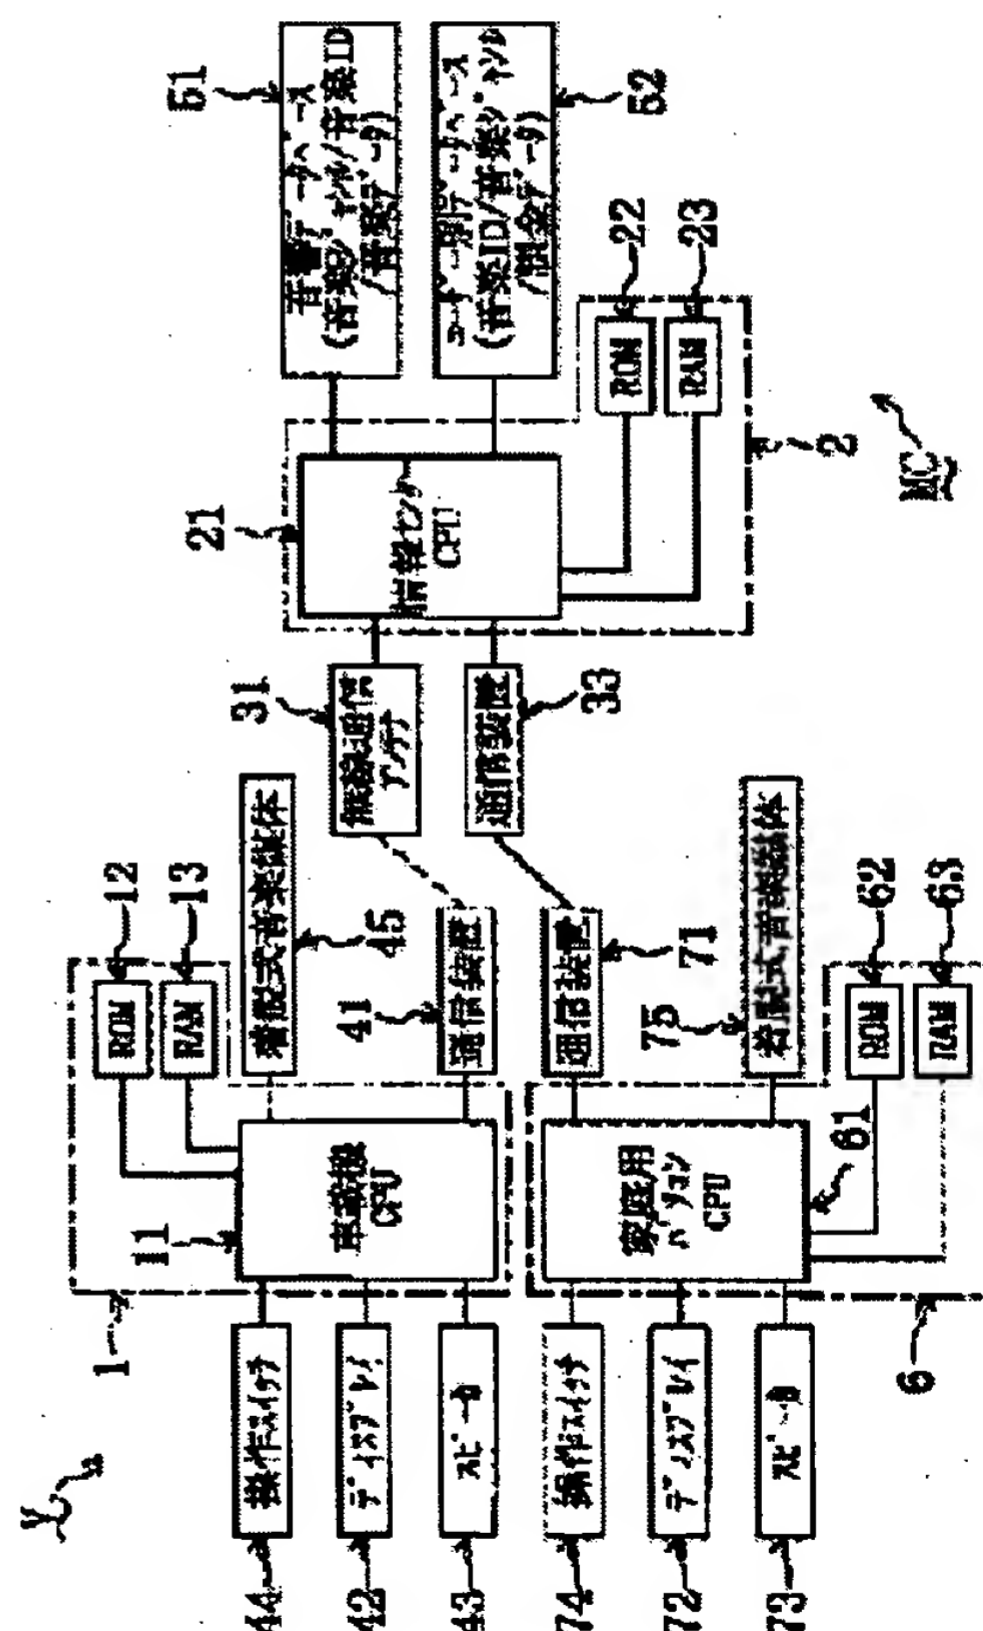 51
音楽ID
(音楽ジャンル/音楽ID
/音楽データ)
52
ユーザー別データベース
(音楽ID/音楽ジャンル
/課金データ)
22
ROM
23
RAM
21
情報センタ
CPU
2
MC
31
無線通信
アンテナ
33
通信装置
12
ROM
13
RAM
着脱式音楽媒体
45
41
通信装置
71
通信装置
75
着脱式音楽媒体
62
ROM
63
RAM
11
車載機
CPU
1
61
家庭用
パソコン
CPU
6
V
操作スイッチ
44
ディスプレイ
42
スピーカ
43
操作スイッチ
74
ディスプレイ
72
スピーカ
73